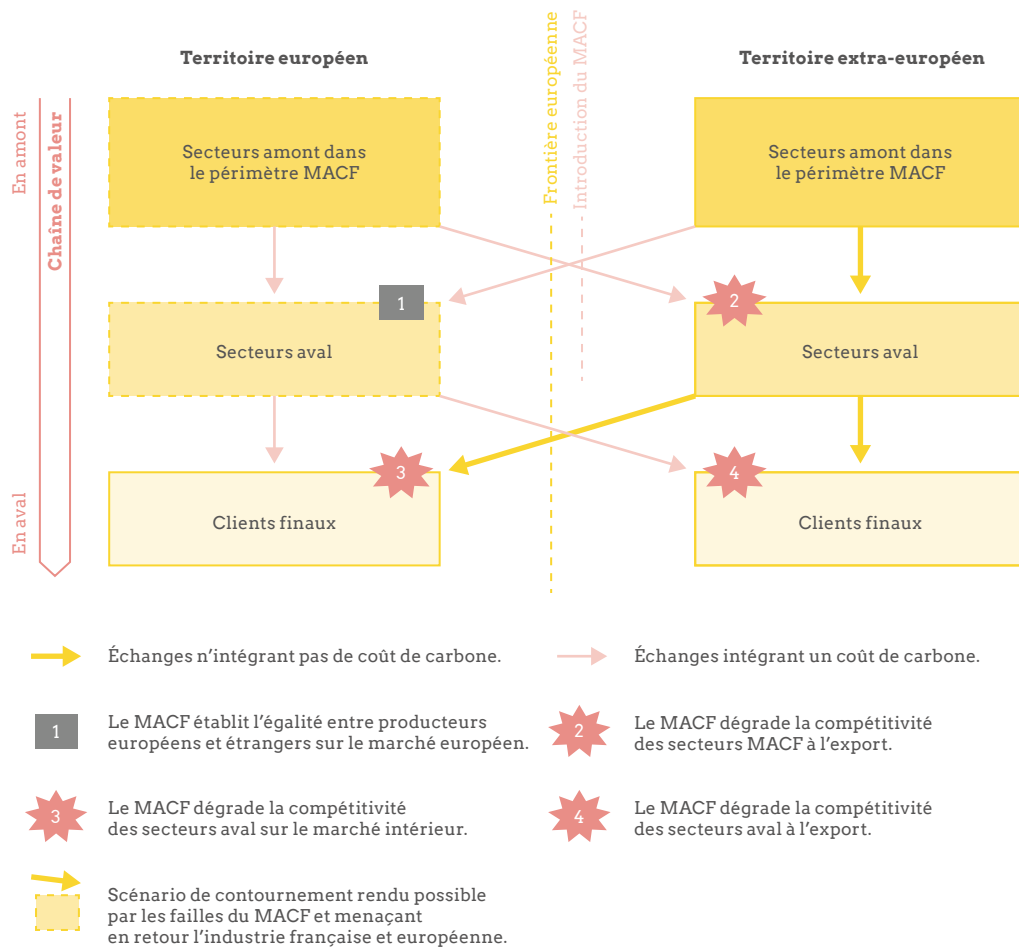 Territoire européen
Frontière européenne
Introduction du MACF
Territoire extra-européen
En amont
Chaîne de valeur
En aval
Secteurs amont dans
le périmètre MACF
Secteurs amont dans
le périmètre MACF
1
2
Secteurs aval
Secteurs aval
3
4
Clients finaux
Clients finaux
Échanges n’intégrant pas de coût de carbone.
Échanges intégrant un coût de carbone.
1
Le MACF établit l’égalité entre producteurs
européens et étrangers sur le marché européen.
2
Le MACF dégrade la compétitivité
des secteurs MACF à l’export.
3
Le MACF dégrade la compétitivité
des secteurs aval sur le marché intérieur.
4
Le MACF dégrade la compétitivité
des secteurs aval à l’export.
Scénario de contournement rendu possible
par les failles du MACF et menaçant
en retour l’industrie française et européenne.